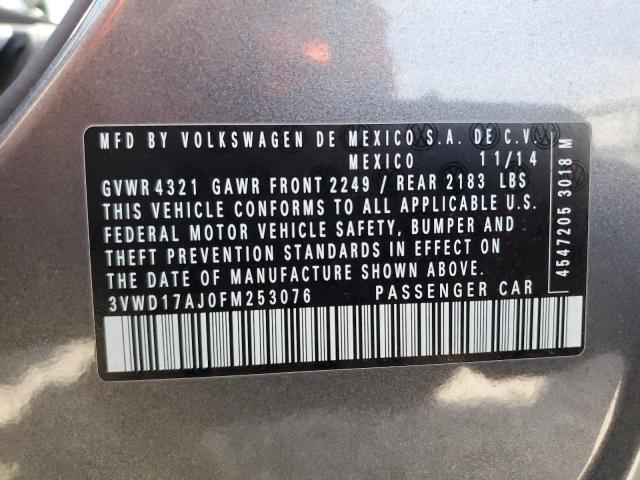 MFD BY VOLKSWAGEN DE MEXICO S.A. DE C.V.
MEXICO 11/14
GVWR 4321 GAWR FRONT 2249 / REAR 2183 LBS
THIS VEHICLE CONFORMS TO ALL APPLICABLE U.S.
FEDERAL MOTOR VEHICLE SAFETY, BUMPER AND
THEFT PREVENTION STANDARDS IN EFFECT ON
THE DATE OF MANUFACTURE SHOWN ABOVE.
3VWD17AJ0FM253076 PASSENGER CAR
4547205 3018 M